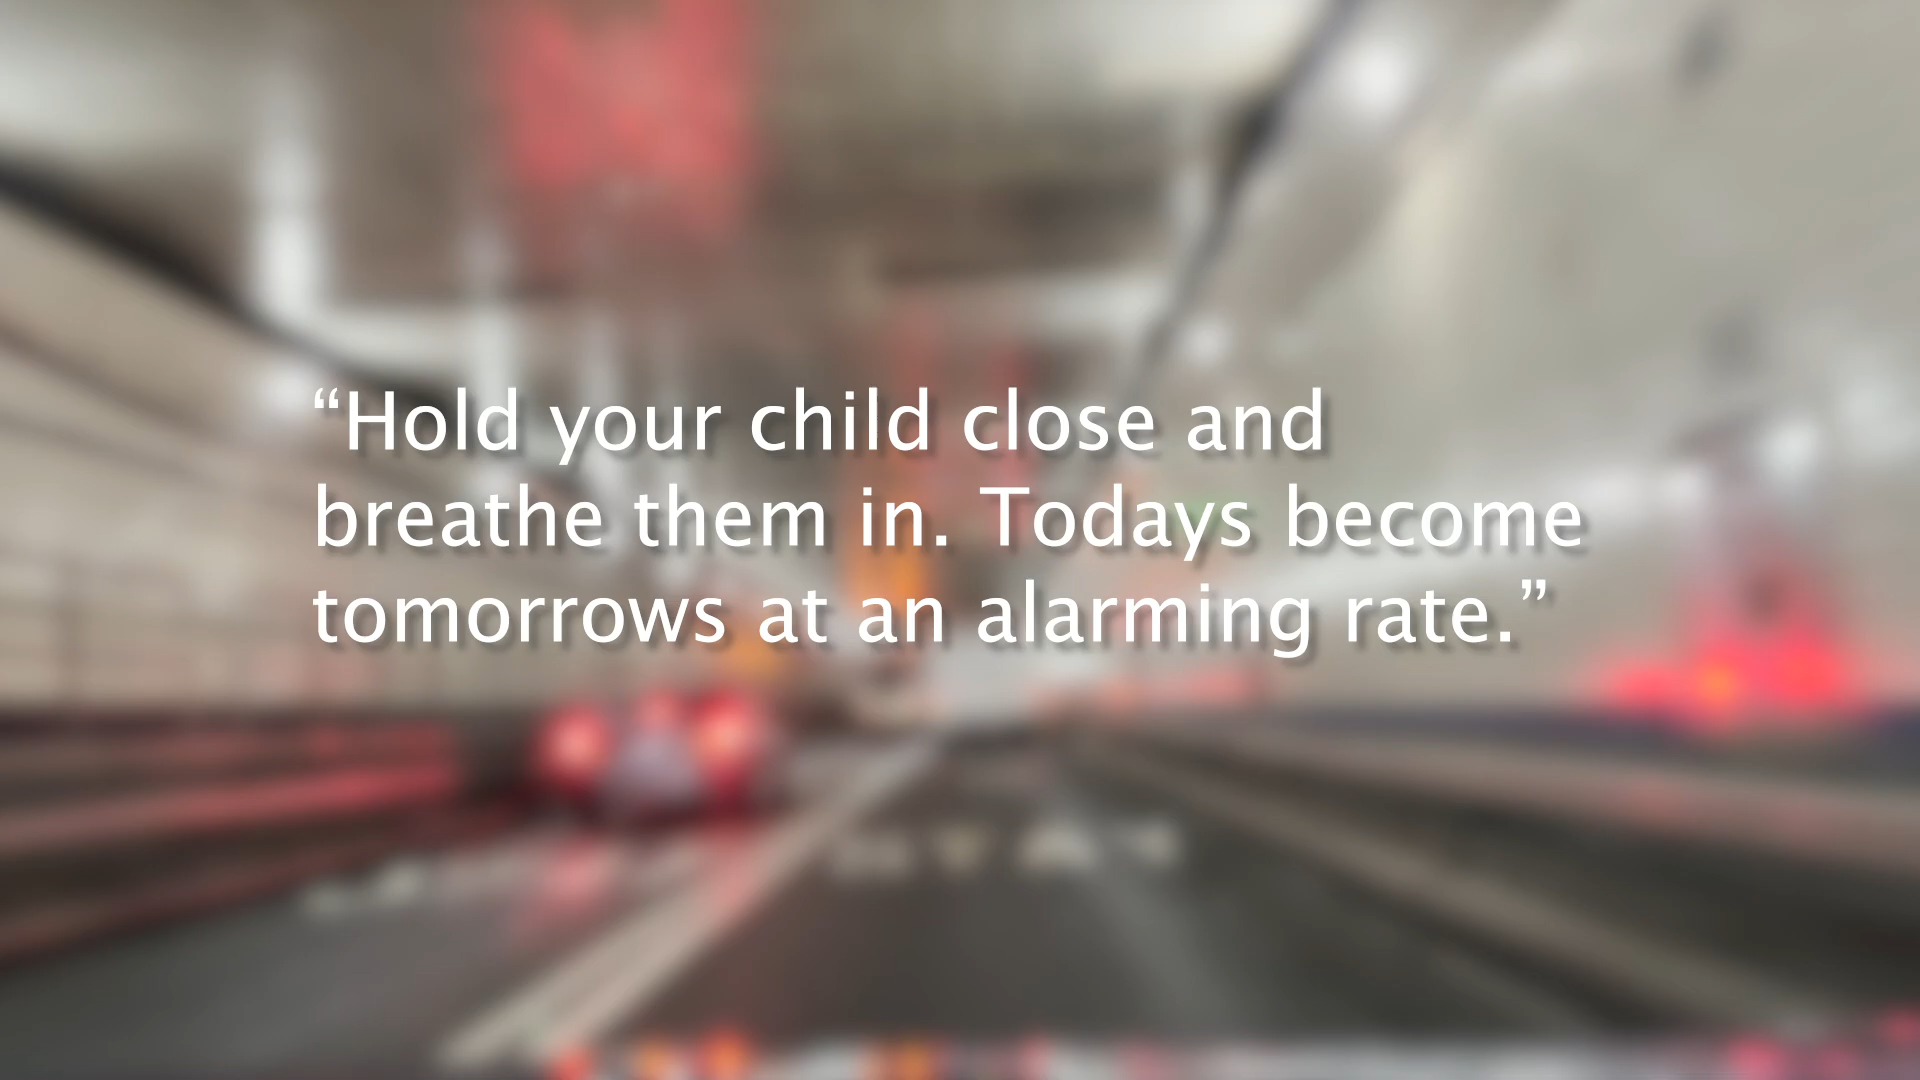 “Hold your child close and
breathe them in. Todays become
tomorrows at an alarming rate.”